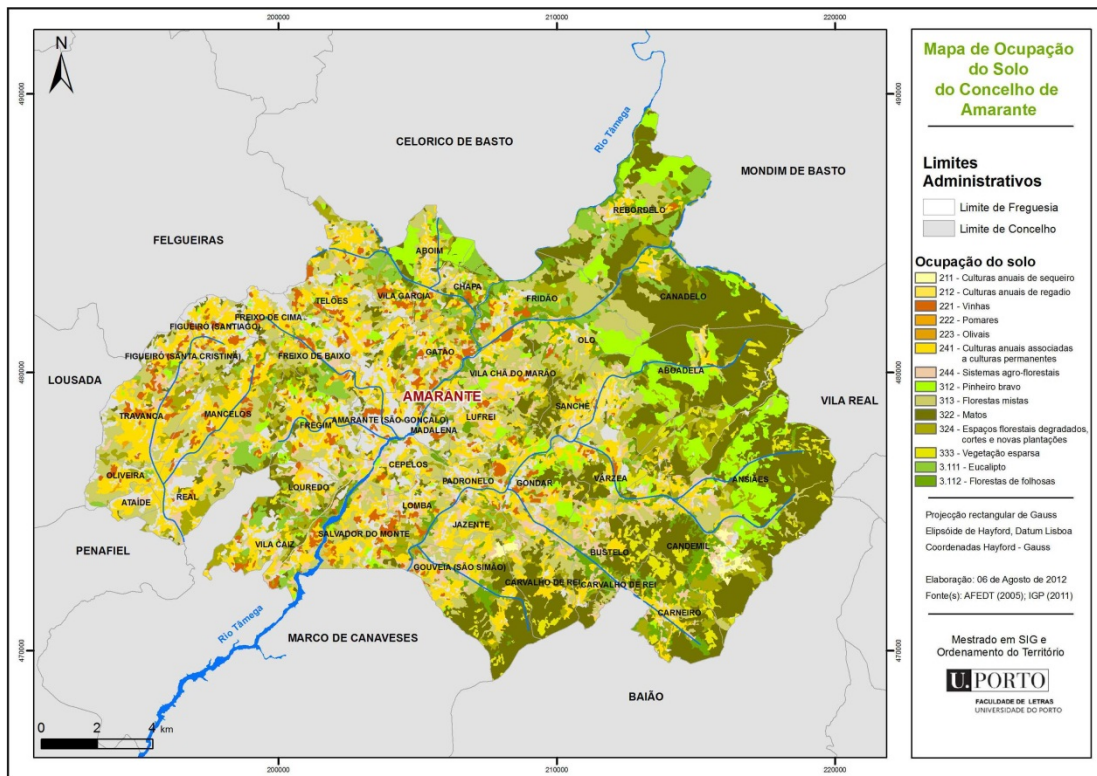 200000
210000
220000
N
490000
480000
470000
490000
480000
470000
Rio Tâmega
CELORICO DE BASTO
MONDIM DE BASTO
FELGUEIRAS
LOUSADA
VILA REAL
PENAFIEL
MARCO DE CANAVESES
BAIÃO
REBORDELO
ABOIM
CHAPA
VILA GARCIA
TELÕES
FRIDÃO
CANADELO
FREIXO DE CIMA
FIGUEIRÓ (SANTIAGO)
FIGUEIRÓ (SANTA CRISTINA)
FREIXO DE BAIXO
GATÃO
OLO
VILA CHÃ DO MARÃO
ABOADELA
AMARANTE
SANCHE
TRAVANCA
MANCELOS
FREGIM
AMARANTE (SÃO GONÇALO)
MADALENA
LUFREI
CEPELOS
OLIVEIRA
REAL
ATAÍDE
LOUREDO
PADRONELO
GONDAR
VÁRZEA
ANSIÃES
LOMBA
JAZENTE
SALVADOR DO MONTE
VILA CAIZ
BUSTELO
CANDEMIL
GOUVEIA (SÃO SIMÃO)
CARVALHO DE REI
CARVALHO DE REI
CARNEIRO
Rio Tâmega
0 2 4 km
200000
210000
220000
Mapa de Ocupação
do Solo
do Concelho de
Amarante
Limites
Administrativos
Limite de Freguesia
Limite de Concelho
Ocupação do solo
211 - Culturas anuais de sequeiro
212 - Culturas anuais de regadio
221 - Vinhas
222 - Pomares
223 - Olivais
241 - Culturas anuais associadas
a culturas permanentes
244 - Sistemas agro-florestais
312 - Pinheiro bravo
313 - Florestas mistas
322 - Matos
324 - Espaços florestais degradados,
cortes e novas plantações
333 - Vegetação esparsa
3.111 - Eucalipto
3.112 - Florestas de folhosas
Projecção rectangular de Gauss
Elipsóide de Hayford, Datum Lisboa
Coordenadas Hayford - Gauss
Elaboração: 06 de Agosto de 2012
Fonte(s): AFEDT (2005); IGP (2011)
Mestrado em SIG e
Ordenamento do Território
U. PORTO
FACULDADE DE LETRAS
UNIVERSIDADE DO PORTO